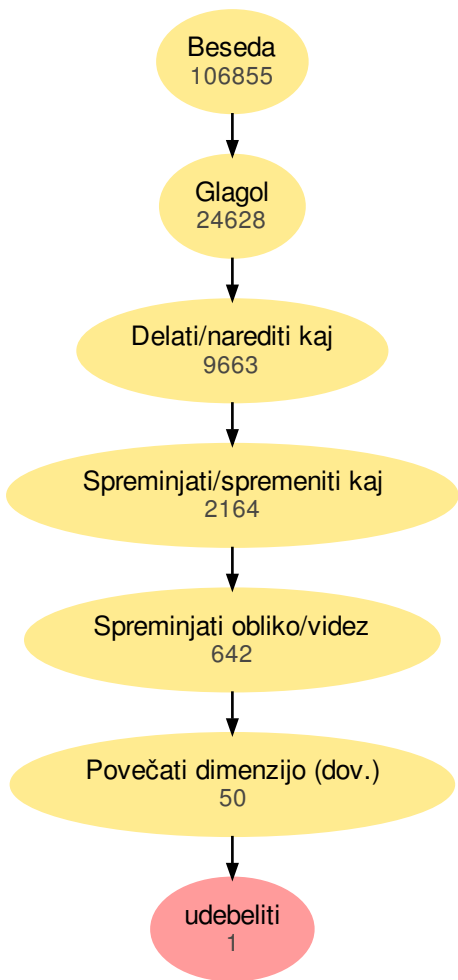 Beseda
106855
Glagol
24628
Delati/narediti kaj
9663
Spreminjati/spremeniti kaj
2164
Spreminjati obliko/videz
642
Povečati dimenzijo (dov.)
50
udebeliti
1